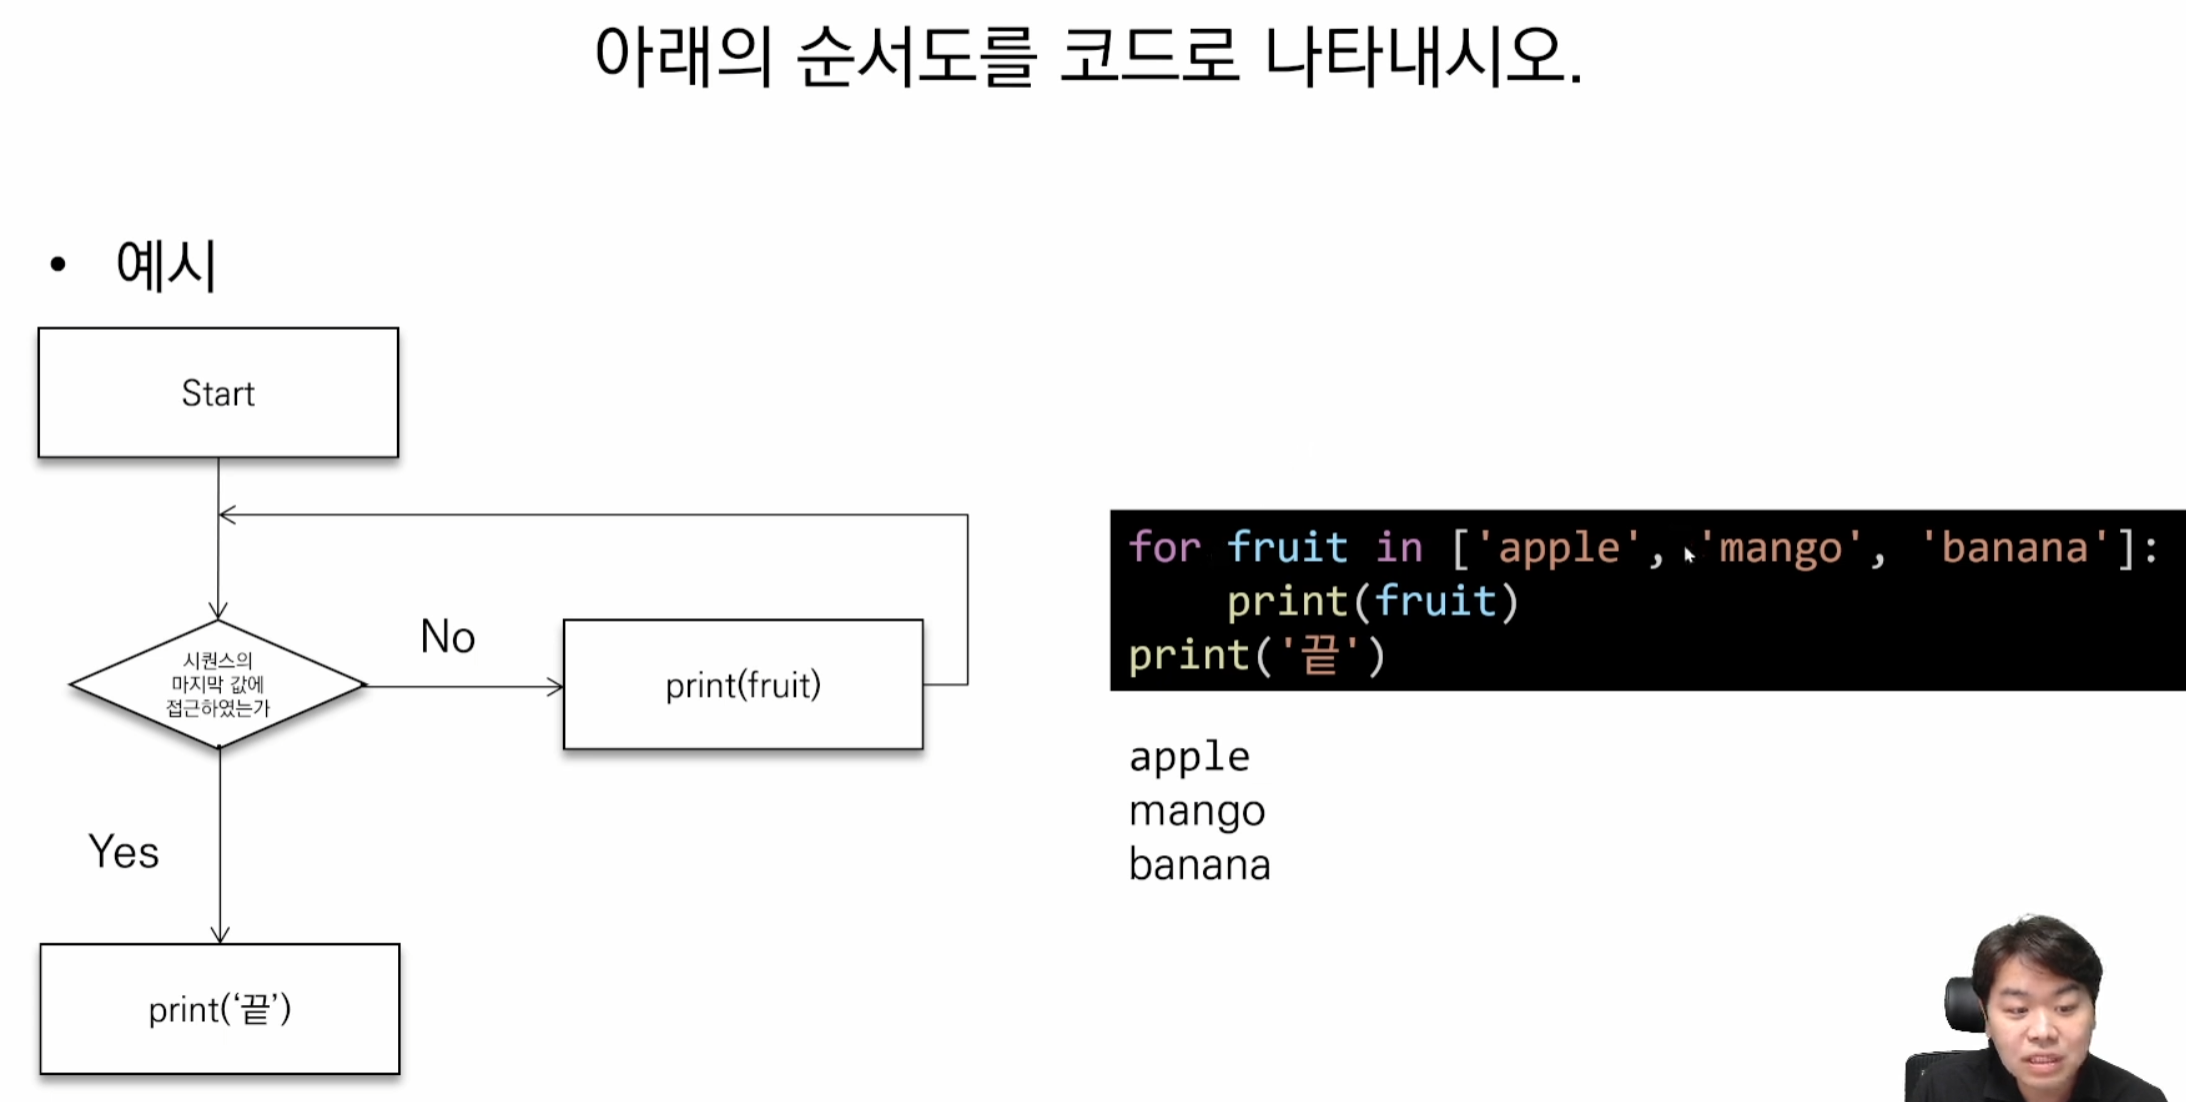 아래의 순서도를 코드로 나타내시오.
• 예시
Start
시퀀스의
마지막 값에
접근하였는가
No
print(fruit)
Yes
print(‘끝’)
for fruit in ['apple', 'mango', 'banana']:
    print(fruit)
print('끝')
apple
mango
banana